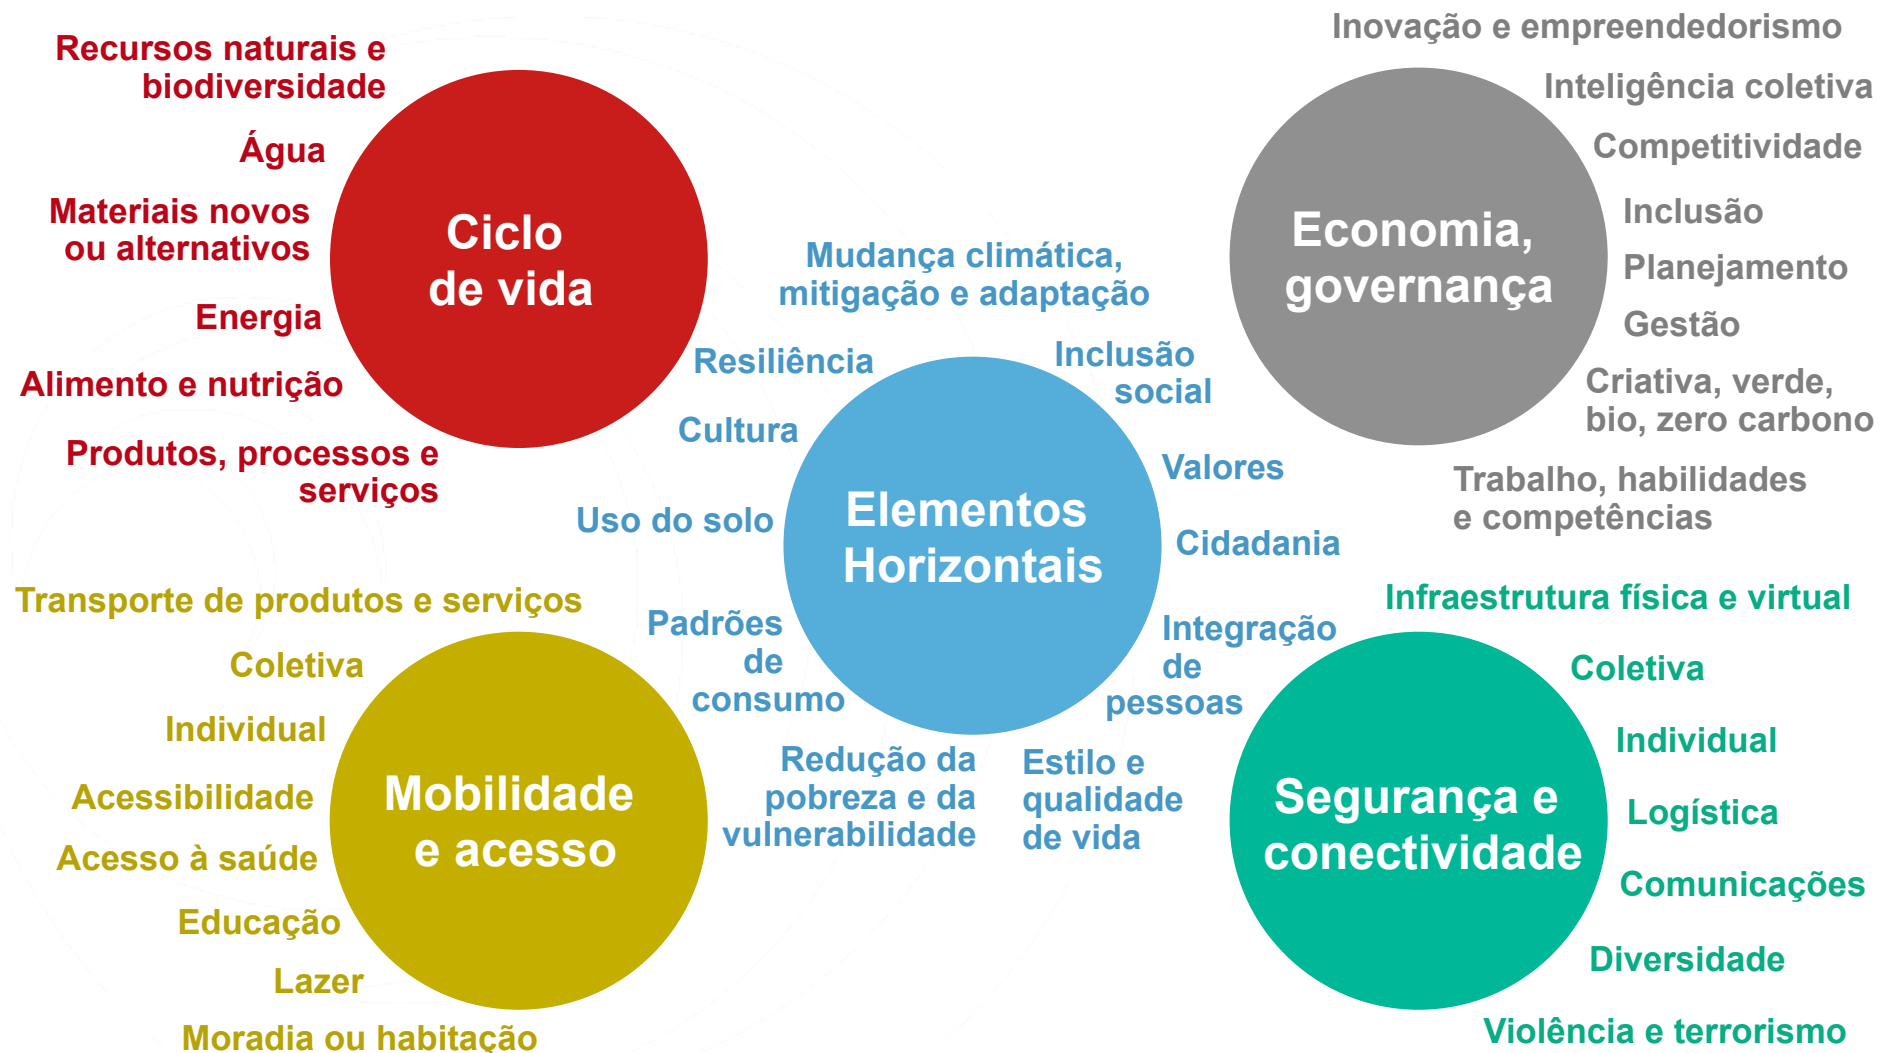 Recursos naturais e
biodiversidade
Água
Materiais novos
ou alternativos
Energia
Alimento e nutrição
Produtos, processos e
serviços
Ciclo
de vida
Mudança climática,
mitigação e adaptação
Resiliência
Cultura
Uso do solo
Padrões
de
consumo
Redução da
pobreza e da
vulnerabilidade
Elementos
Horizontais
Inclusão
social
Valores
Cidadania
Integração
de
pessoas
Estilo e
qualidade
de vida
Inovação e empreendedorismo
Inteligência coletiva
Competitividade
Inclusão
Planejamento
Gestão
Criativa, verde,
bio, zero carbono
Trabalho, habilidades
e competências
Economia,
governança
Transporte de produtos e serviços
Coletiva
Individual
Acessibilidade
Acesso à saúde
Educação
Lazer
Moradia ou habitação
Mobilidade
e acesso
Infraestrutura física e virtual
Coletiva
Individual
Logística
Comunicações
Diversidade
Violência e terrorismo
Segurança e
conectividade